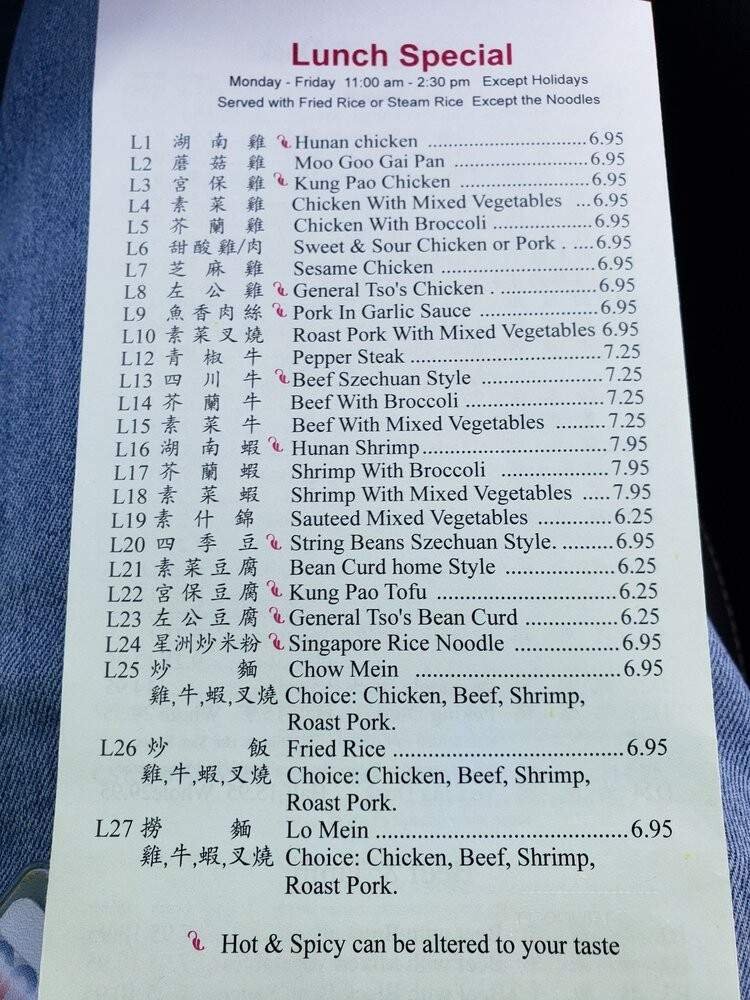 Lunch Special
Monday - Friday 11:00 am - 2:30 pm Except Holidays
Served with Fried Rice or Steam Rice Except the Noodles
L1 湖南雞 Hunan chicken ............................6.95
L2 蘑菇雞 Moo Goo Gai Pan ........................6.95
L3 宮保雞 Kung Pao Chicken .......................6.95
L4 素菜雞 Chicken With Mixed Vegetables ...6.95
L5 芥蘭雞 Chicken With Broccoli ..................6.95
L6 甜酸雞/肉 Sweet & Sour Chicken or Pork . ....6.95
L7 芝麻雞 Sesame Chicken ...........................6.95
L8 左公雞 General Tso's Chicken . .................6.95
L9 魚香肉絲 Pork In Garlic Sauce .....................6.95
L10 素菜叉燒 Roast Pork With Mixed Vegetables 6.95
L12 青椒牛 Pepper Steak ..................................7.25
L13 四川牛 Beef Szechuan Style .....................7.25
L14 芥蘭牛 Beef With Broccoli ........................7.25
L15 素菜牛 Beef With Mixed Vegetables .........7.25
L16 湖南蝦 Hunan Shrimp................................7.95
L17 芥蘭蝦 Shrimp With Broccoli ...................7.95
L18 素菜蝦 Shrimp With Mixed Vegetables .....7.95
L19 素什錦 Sauteed Mixed Vegetables .............6.25
L20 四季豆 String Beans Szechuan Style. .........6.95
L21 素菜豆腐 Bean Curd home Style ...................6.25
L22 宮保豆腐 Kung Pao Tofu ...............................6.25
L23 左公豆腐 General Tso's Bean Curd ................6.25
L24 星洲炒米粉 Singapore Rice Noodle ..................6.95
L25 炒麵 Chow Mein ...................................6.95
雞,牛,蝦,叉燒 Choice: Chicken, Beef, Shrimp,
Roast Pork.
L26 炒飯 Fried Rice .......................................6.95
雞,牛,蝦,叉燒 Choice: Chicken, Beef, Shrimp,
Roast Pork.
L27 撈麵 Lo Mein ..........................................6.95
雞,牛,蝦,叉燒 Choice: Chicken, Beef, Shrimp,
Roast Pork.
Hot & Spicy can be altered to your taste